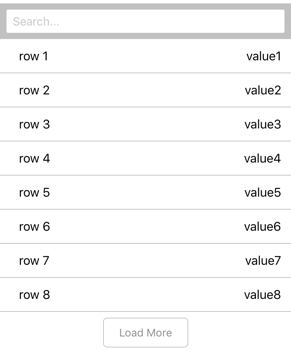 Search...
row 1 value1
row 2 value2
row 3 value3
row 4 value4
row 5 value5
row 6 value6
row 7 value7
row 8 value8
Load More